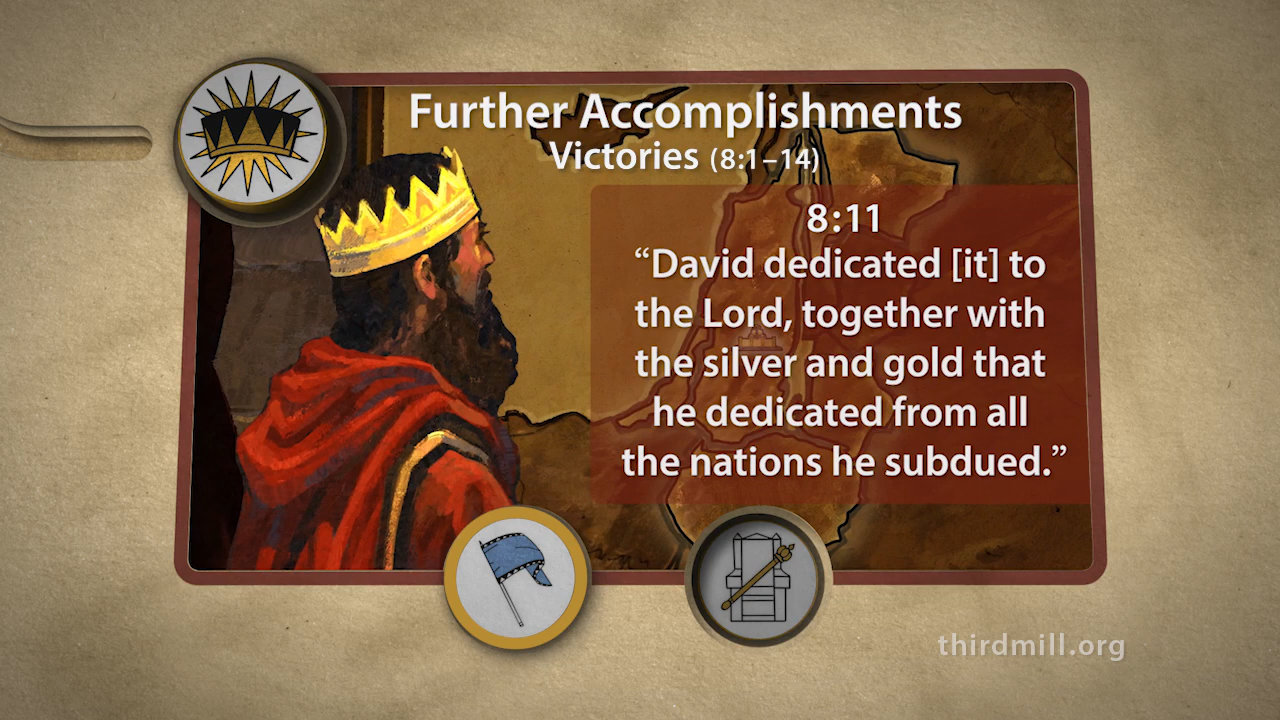 Further Accomplishments
Victories (8:1–14)
8:11
“David dedicated [it] to
the Lord, together with
the silver and gold that
he dedicated from all
the nations he subdued.”
thirdmill.org